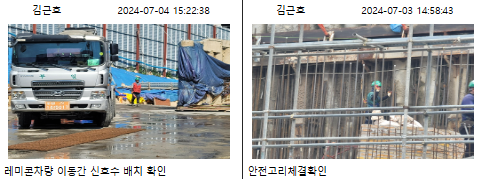 김근호 2024-07-04 15:22:38
김근호 2024-07-03 14:58:43
레미콘차량 이동간 신호수 배치 확인
안전고리체결확인